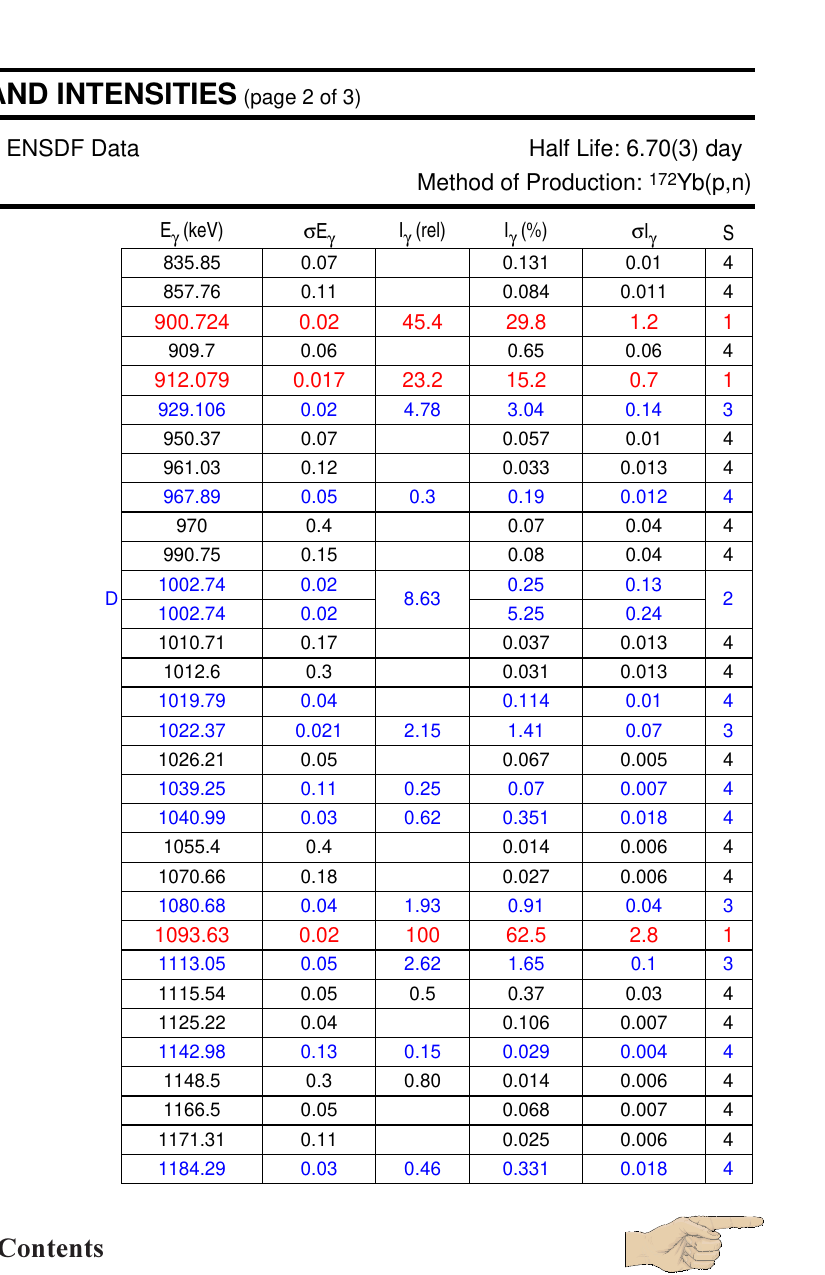 AND INTENSITIES (page 2 of 3)
ENSDF Data Half Life: 6.70(3) day
Method of Production: 172Yb(p,n)
Eγ (keV) σEγ Iγ (rel) Iγ (%) σIγ S
835.85 0.07 0.131 0.01 4
857.76 0.11 0.084 0.011 4
900.724 0.02 45.4 29.8 1.2 1
909.7 0.06 0.65 0.06 4
912.079 0.017 23.2 15.2 0.7 1
929.106 0.02 4.78 3.04 0.14 3
950.37 0.07 0.057 0.01 4
961.03 0.12 0.033 0.013 4
967.89 0.05 0.3 0.19 0.012 4
970 0.4 0.07 0.04 4
990.75 0.15 0.08 0.04 4
1002.74 0.02 0.25 0.13
D 8.63 2
1002.74 0.02 5.25 0.24
1010.71 0.17 0.037 0.013 4
1012.6 0.3 0.031 0.013 4
1019.79 0.04 0.114 0.01 4
1022.37 0.021 2.15 1.41 0.07 3
1026.21 0.05 0.067 0.005 4
1039.25 0.11 0.25 0.07 0.007 4
1040.99 0.03 0.62 0.351 0.018 4
1055.4 0.4 0.014 0.006 4
1070.66 0.18 0.027 0.006 4
1080.68 0.04 1.93 0.91 0.04 3
1093.63 0.02 100 62.5 2.8 1
1113.05 0.05 2.62 1.65 0.1 3
1115.54 0.05 0.5 0.37 0.03 4
1125.22 0.04 0.106 0.007 4
1142.98 0.13 0.15 0.029 0.004 4
1148.5 0.3 0.80 0.014 0.006 4
1166.5 0.05 0.068 0.007 4
1171.31 0.11 0.025 0.006 4
1184.29 0.03 0.46 0.331 0.018 4
Contents